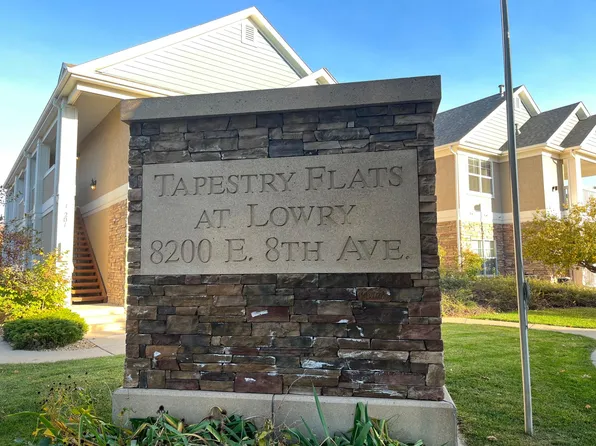 TAPESTRY FLATS
AT LOWRY
8200 E. 8TH AVE.